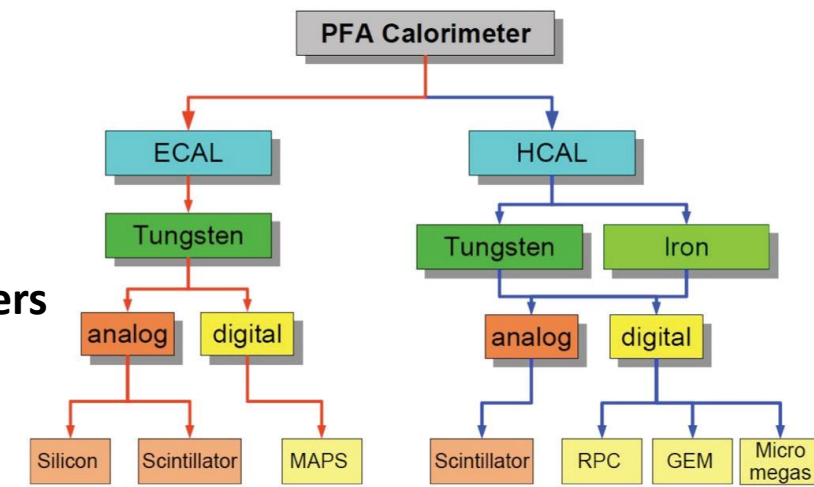 PFA Calorimeter
ECAL
HCAL
Tungsten
Tungsten
Iron
ers
analog
digital
analog
digital
Silicon
Scintillator
MAPS
Scintillator
RPC
GEM
Micro
megas